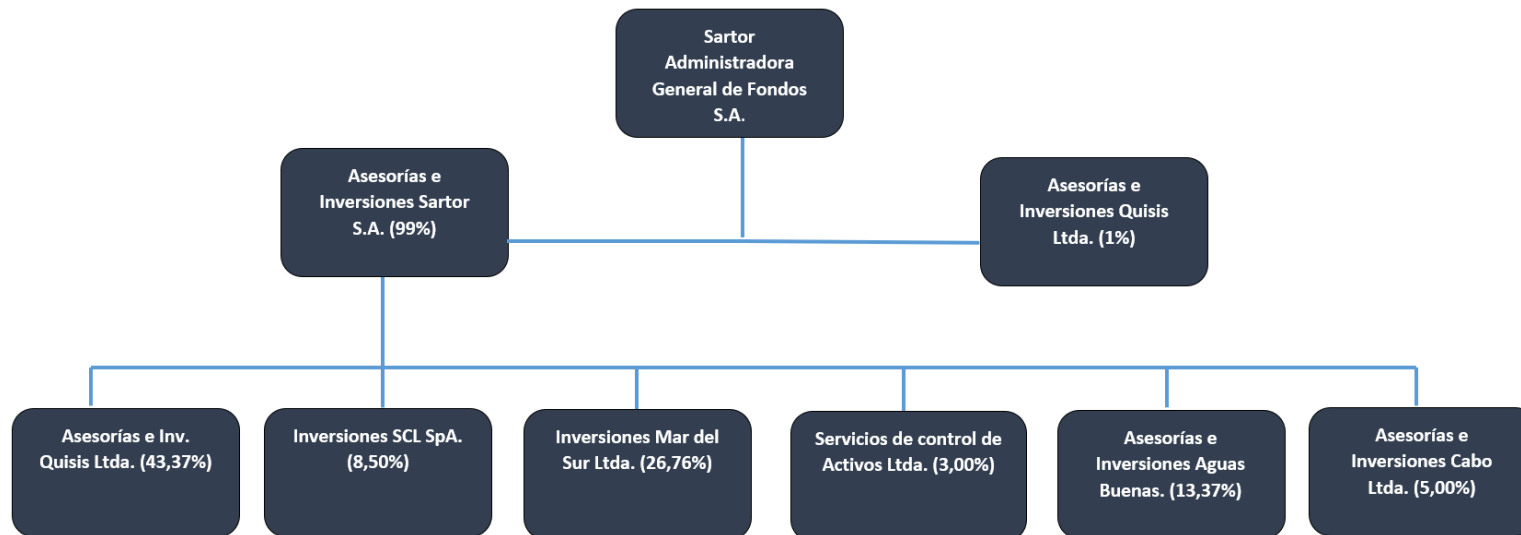 Sartor
Administradora
General de Fondos
S.A.
Asesorías e
Inversiones Sartor
S.A. (99%)
Asesorías e
Inversiones Quisis
Ltda. (1%)
Asesorías e Inv.
Quisis Ltda. (43,37%)
Inversiones SCL SpA.
(8,50%)
Inversiones Mar del
Sur Ltda. (26,76%)
Servicios de control de
Activos Ltda. (3,00%)
Asesorías e
Inversiones Aguas
Buenas. (13,37%)
Asesorías e
Inversiones Cabo
Ltda. (5,00%)